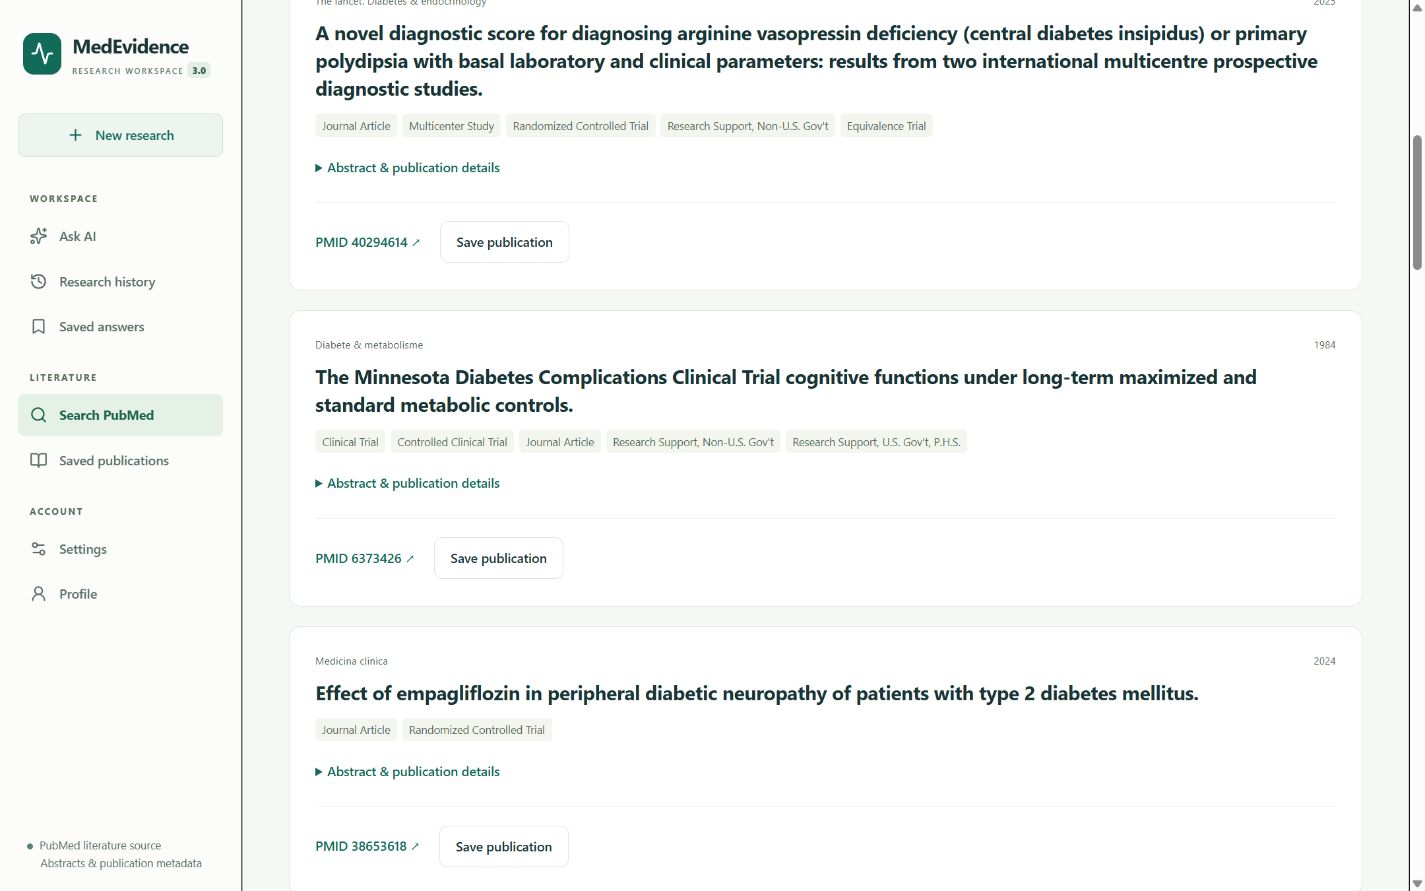 MedEvidence
RESEARCH WORKSPACE 3.0
New research
WORKSPACE
Ask AI
Research history
Saved answers
LITERATURE
Search PubMed
Saved publications
ACCOUNT
Settings
Profile
PubMed literature source
Abstracts & publication metadata
The lancet. Diabetes & endocrinology 2025
A novel diagnostic score for diagnosing arginine vasopressin deficiency (central diabetes insipidus) or primary
polydipsia with basal laboratory and clinical parameters: results from two international multicentre prospective
diagnostic studies.
Journal Article Multicenter Study Randomized Controlled Trial Research Support, Non-U.S. Gov't Equivalence Trial
Abstract & publication details
PMID 40294614 ↗ Save publication
Diabete & metabolisme 1984
The Minnesota Diabetes Complications Clinical Trial cognitive functions under long-term maximized and
standard metabolic controls.
Clinical Trial Controlled Clinical Trial Journal Article Research Support, Non-U.S. Gov't Research Support, U.S. Gov't, P.H.S.
Abstract & publication details
PMID 6373426 ↗ Save publication
Medicina clinica 2024
Effect of empagliflozin in peripheral diabetic neuropathy of patients with type 2 diabetes mellitus.
Journal Article Randomized Controlled Trial
Abstract & publication details
PMID 38653618 ↗ Save publication